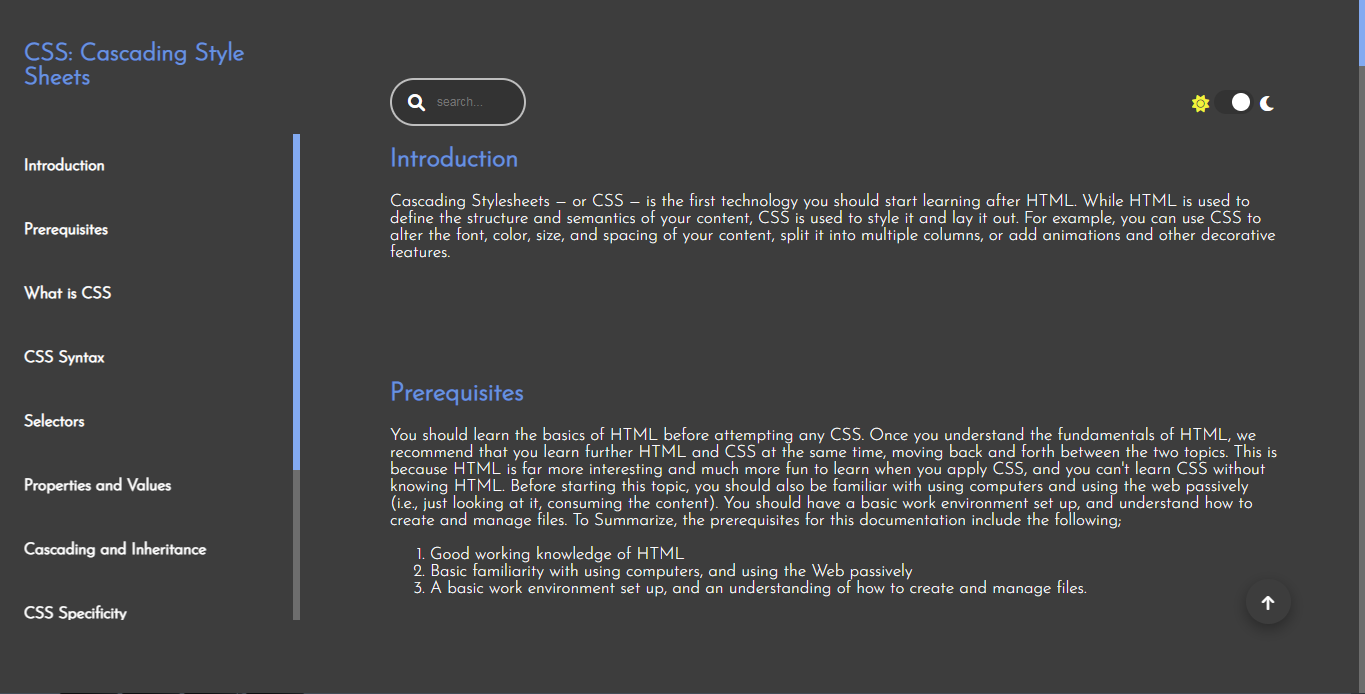 CSS: Cascading Style
Sheets
Introduction
Prerequisites
What is CSS
CSS Syntax
Selectors
Properties and Values
Cascading and Inheritance
CSS Specificity
search...
Introduction
Cascading Stylesheets — or CSS — is the first technology you should start learning after HTML. While HTML is used to
define the structure and semantics of your content, CSS is used to style it and lay it out. For example, you can use CSS to
alter the font, color, size, and spacing of your content, split it into multiple columns, or add animations and other decorative
features.
Prerequisites
You should learn the basics of HTML before attempting any CSS. Once you understand the fundamentals of HTML, we
recommend that you learn further HTML and CSS at the same time, moving back and forth between the two topics. This is
because HTML is far more interesting and much more fun to learn when you apply CSS, and you can't learn CSS without
knowing HTML. Before starting this topic, you should also be familiar with using computers and using the web passively
(i.e., just looking at it, consuming the content). You should have a basic work environment set up, and understand how to
create and manage files. To Summarize, the prerequisites for this documentation include the following;
1. Good working knowledge of HTML
2. Basic familiarity with using computers, and using the Web passively
3. A basic work environment set up, and an understanding of how to create and manage files.